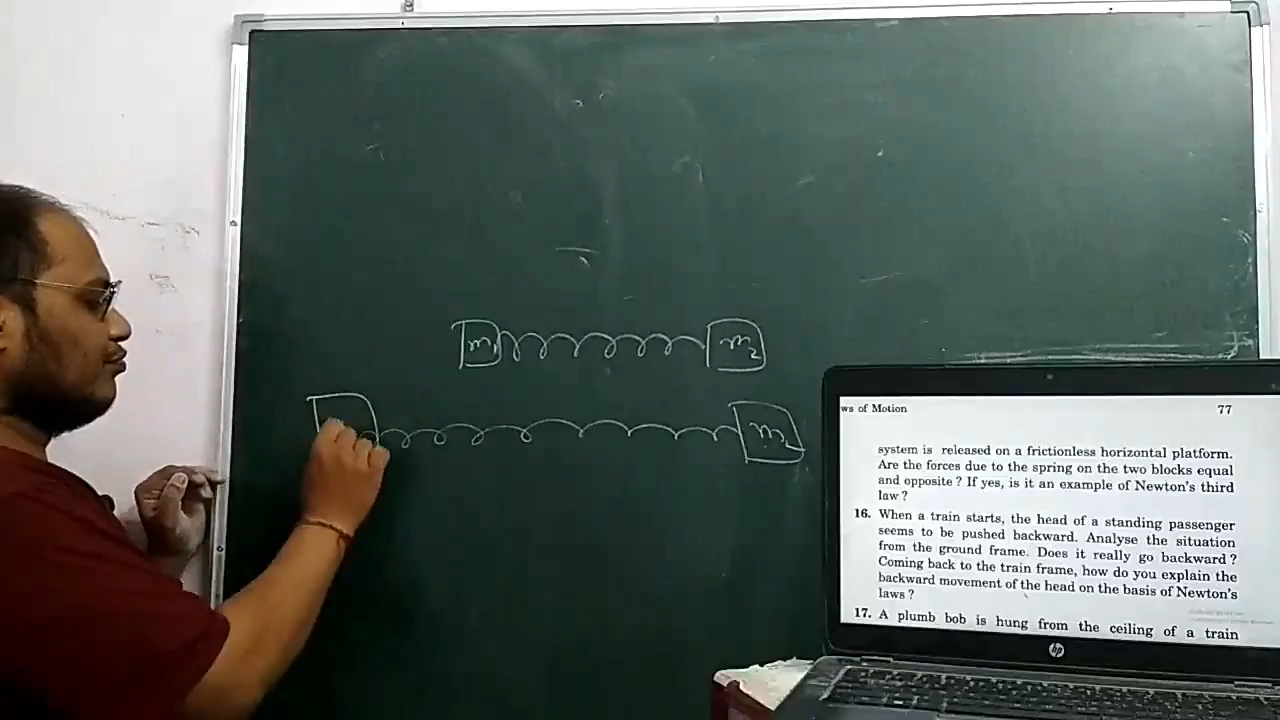 m1 m2
m2
ws of Motion 77
system is released on a frictionless horizontal platform.
Are the forces due to the spring on the two blocks equal
and opposite ? If yes, is it an example of Newton's third
law ?
16. When a train starts, the head of a standing passenger
seems to be pushed backward. Analyse the situation
from the ground frame. Does it really go backward ?
Coming back to the train frame, how do you explain the
backward movement of the head on the basis of Newton's
laws ?
17. A plumb bob is hung from the ceiling of a train
hp